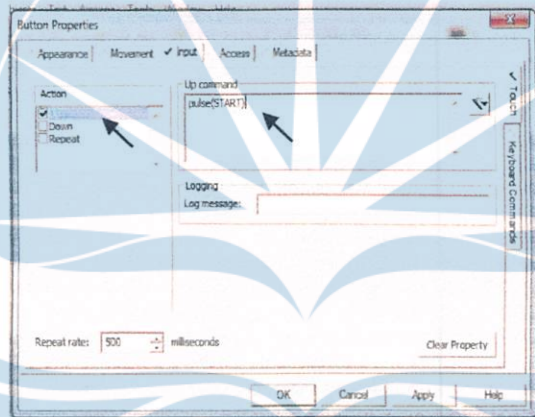 Button Properties
Appearance Movement ✓ Input Access Metadata
Action
Down
Repeat
Up command
pulse(START)
Logging
Log message:
✓ Touch
Keyboard Commands
Repeat rate: 500 milliseconds
Clear Property
OK Cancel Apply Help